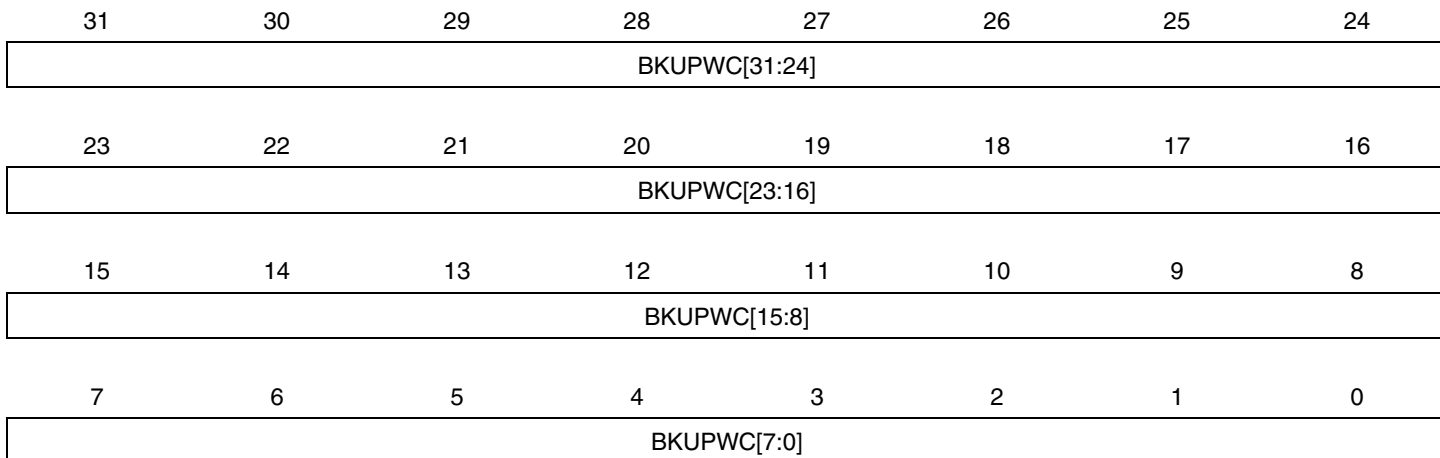 31 30 29 28 27 26 25 24
BKUPWC[31:24]
23 22 21 20 19 18 17 16
BKUPWC[23:16]
15 14 13 12 11 10 9 8
BKUPWC[15:8]
7 6 5 4 3 2 1 0
BKUPWC[7:0]